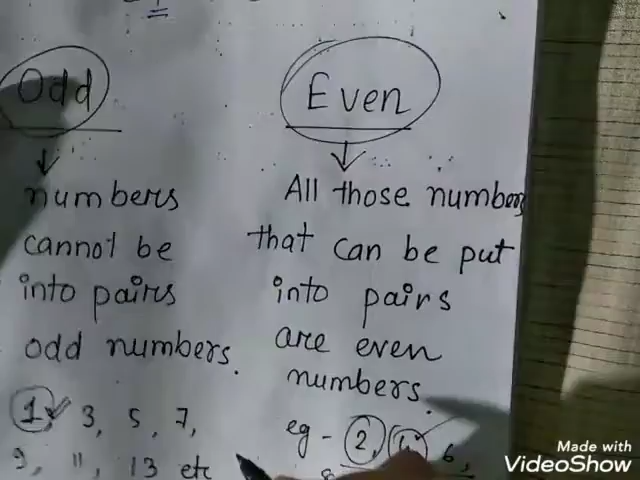 Odd
numbers
cannot be
into pairs
odd numbers.
1, 3, 5, 7,
9, 11, 13 etc
Even
All those numbers
that can be put
into pairs
are even
numbers.
eg - 2, 4, 6,
8
Made with
VideoShow